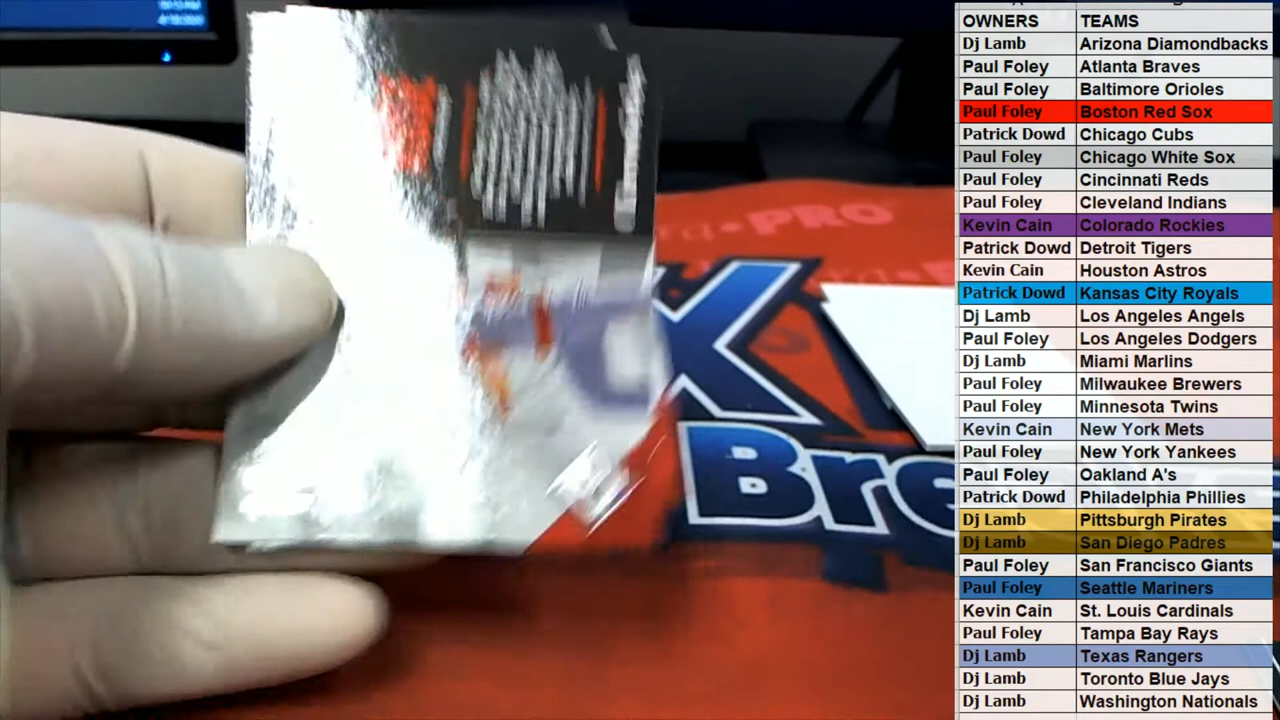 OWNERS TEAMS
Dj Lamb Arizona Diamondbacks
Paul Foley Atlanta Braves
Paul Foley Baltimore Orioles
Paul Foley Boston Red Sox
Patrick Dowd Chicago Cubs
Paul Foley Chicago White Sox
Paul Foley Cincinnati Reds
Paul Foley Cleveland Indians
Kevin Cain Colorado Rockies
Patrick Dowd Detroit Tigers
Kevin Cain Houston Astros
Patrick Dowd Kansas City Royals
Dj Lamb Los Angeles Angels
Paul Foley Los Angeles Dodgers
Dj Lamb Miami Marlins
Paul Foley Milwaukee Brewers
Paul Foley Minnesota Twins
Kevin Cain New York Mets
Paul Foley New York Yankees
Paul Foley Oakland A's
Patrick Dowd Philadelphia Phillies
Dj Lamb Pittsburgh Pirates
Dj Lamb San Diego Padres
Paul Foley San Francisco Giants
Paul Foley Seattle Mariners
Kevin Cain St. Louis Cardinals
Paul Foley Tampa Bay Rays
Dj Lamb Texas Rangers
Dj Lamb Toronto Blue Jays
Dj Lamb Washington Nationals
PRO
X
Bre